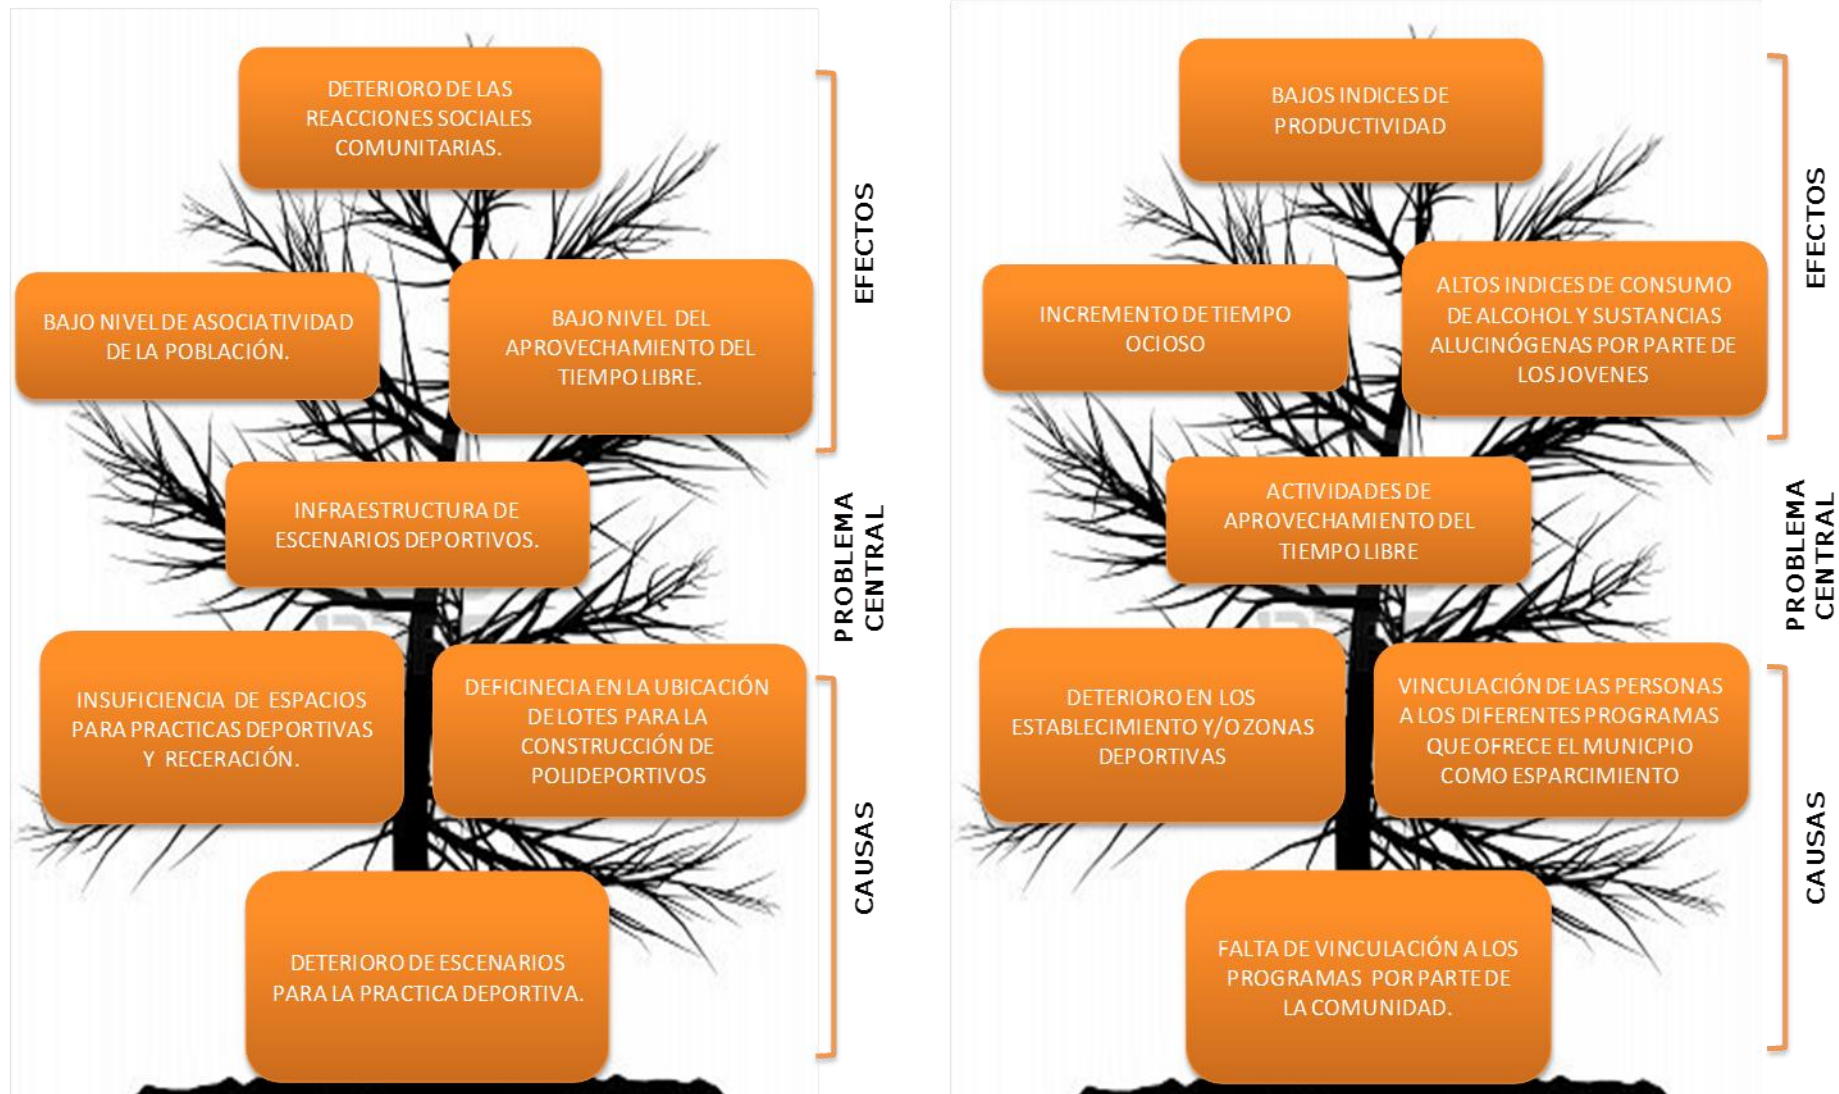 DETERIORO DE LAS
REACCIONES SOCIALES
COMUNITARIAS.
BAJO NIVEL DE ASOCIATIVIDAD
DE LA POBLACIÓN.
BAJO NIVEL DEL
APROVECHAMIENTO DEL
TIEMPO LIBRE.
EFECTOS
INFRAESTRUCTURA DE
ESCENARIOS DEPORTIVOS.
PROBLEMA
CENTRAL
INSUFICIENCIA DE ESPACIOS
PARA PRACTICAS DEPORTIVAS
Y RECERACIÓN.
DEFICINECIA EN LA UBICACIÓN
DE LOTES PARA LA
CONSTRUCCIÓN DE
POLIDEPORTIVOS
DETERIORO DE ESCENARIOS
PARA LA PRACTICA DEPORTIVA.
CAUSAS
BAJOS INDICES DE
PRODUCTIVIDAD
INCREMENTO DE TIEMPO
OCIOSO
ALTOS INDICES DE CONSUMO
DE ALCOHOL Y SUSTANCIAS
ALUCINÓGENAS POR PARTE DE
LOS JOVENES
EFECTOS
ACTIVIDADES DE
APROVECHAMIENTO DEL
TIEMPO LIBRE
PROBLEMA
CENTRAL
DETERIORO EN LOS
ESTABLECIMIENTO Y/O ZONAS
DEPORTIVAS
VINCULACIÓN DE LAS PERSONAS
A LOS DIFERENTES PROGRAMAS
QUE OFRECE EL MUNICPIO
COMO ESPARCIMIENTO
FALTA DE VINCULACIÓN A LOS
PROGRAMAS POR PARTE DE
LA COMUNIDAD.
CAUSAS